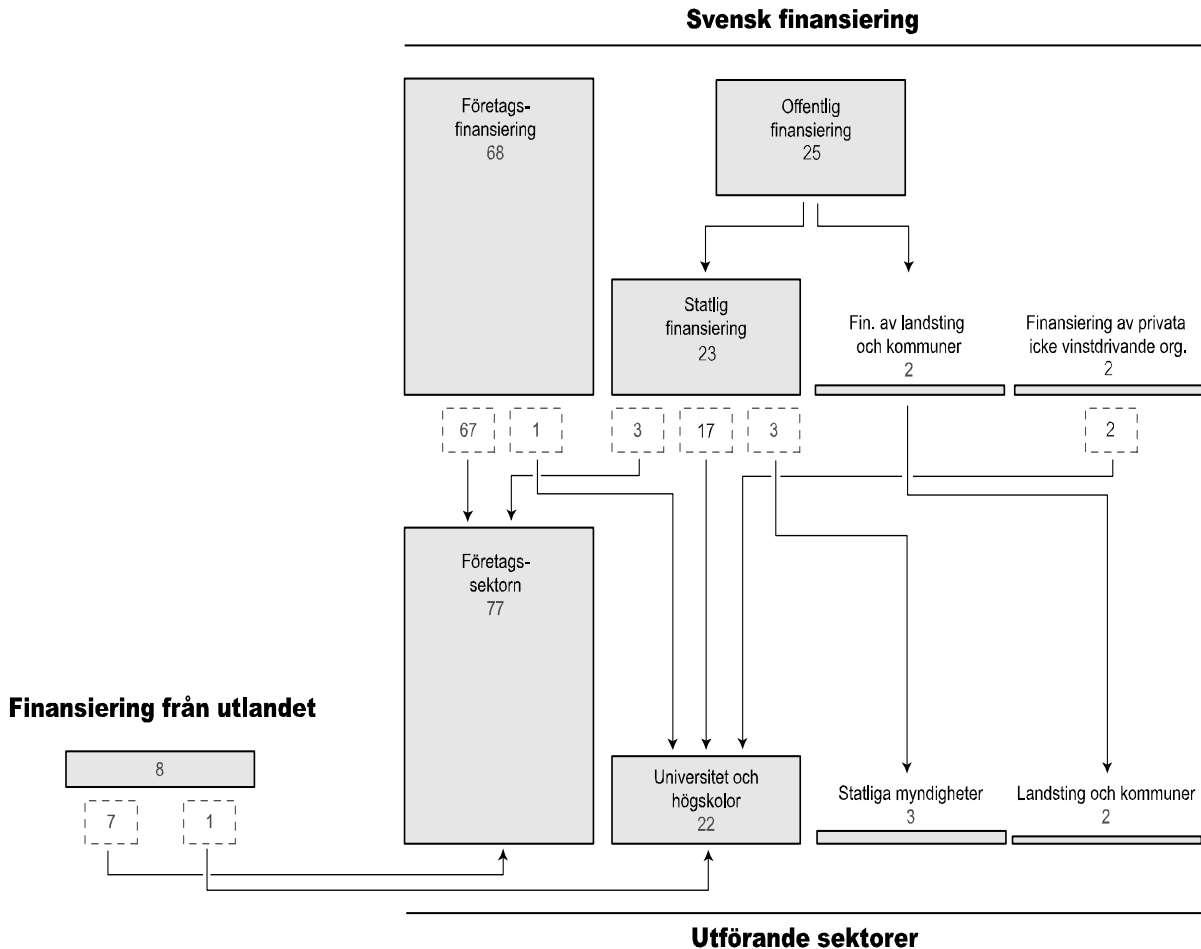 Svensk finansiering
Företags-
finansiering
68
Offentlig
finansiering
25
Statlig
finansiering
23
Fin. av landsting
och kommuner
2
Finansiering av privata
icke vinstdrivande org.
2
67
1
3
17
3
2
Företags-
sektorn
77
Finansiering från utlandet
8
7
1
Universitet och
högskolor
22
Statliga myndigheter
3
Landsting och kommuner
2
Utförande sektorer